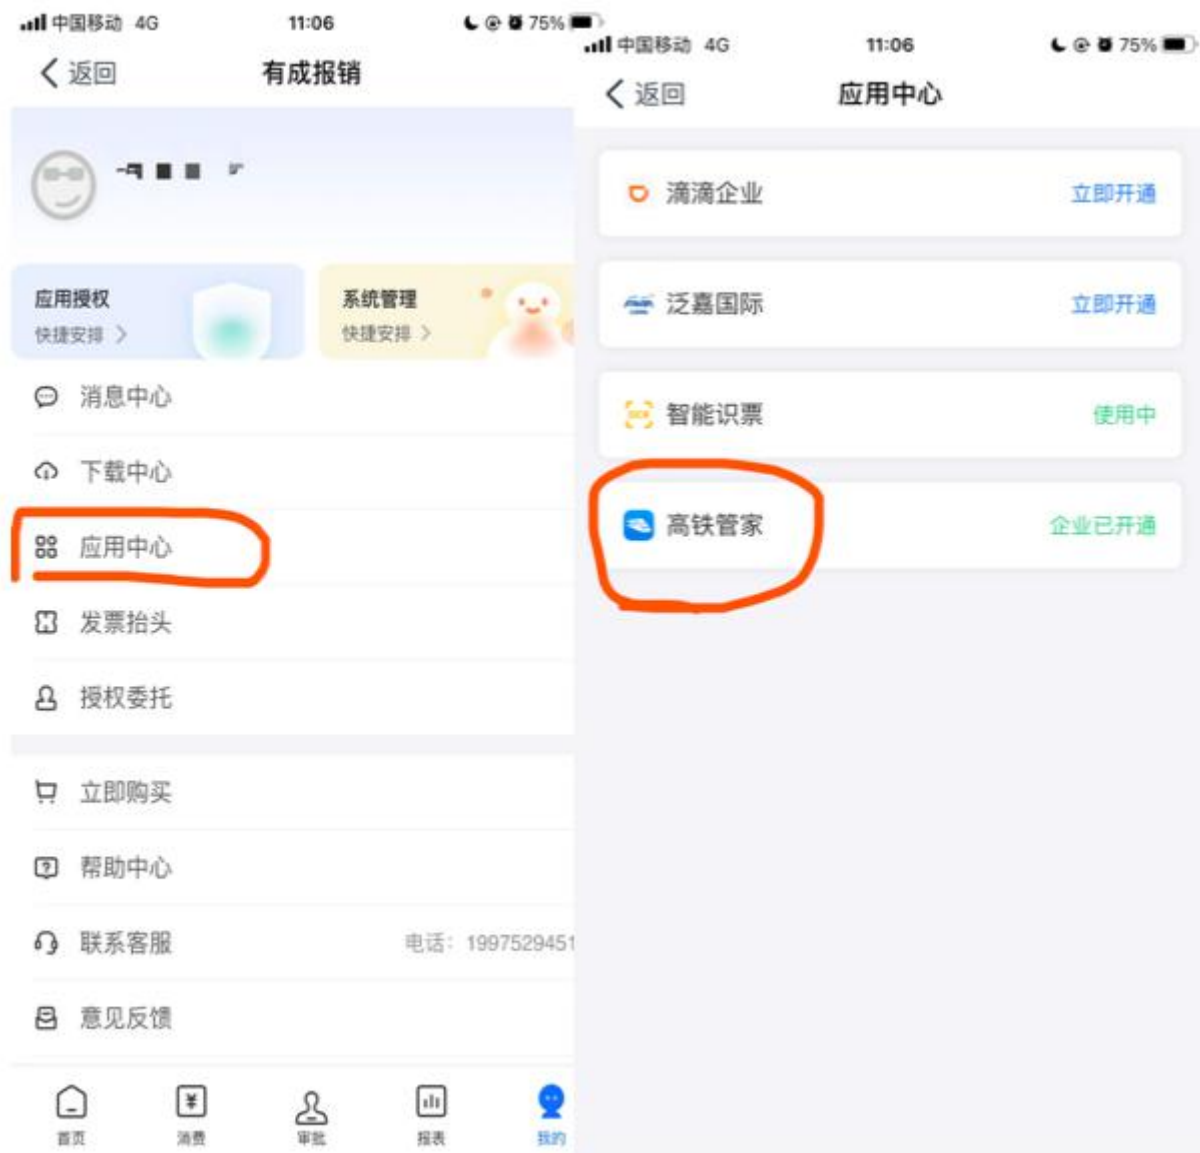 中国移动 4G 11:06 75%
返回 有成报销
应用授权
快捷安排
系统管理
快捷安排
消息中心
下载中心
应用中心
发票抬头
授权委托
立即购买
帮助中心
联系客服 电话：1997529451
意见反馈
首页 消费 审批 报表 我的
中国移动 4G 11:06 75%
返回 应用中心
滴滴企业 立即开通
泛嘉国际 立即开通
智能识票 使用中
高铁管家 企业已开通